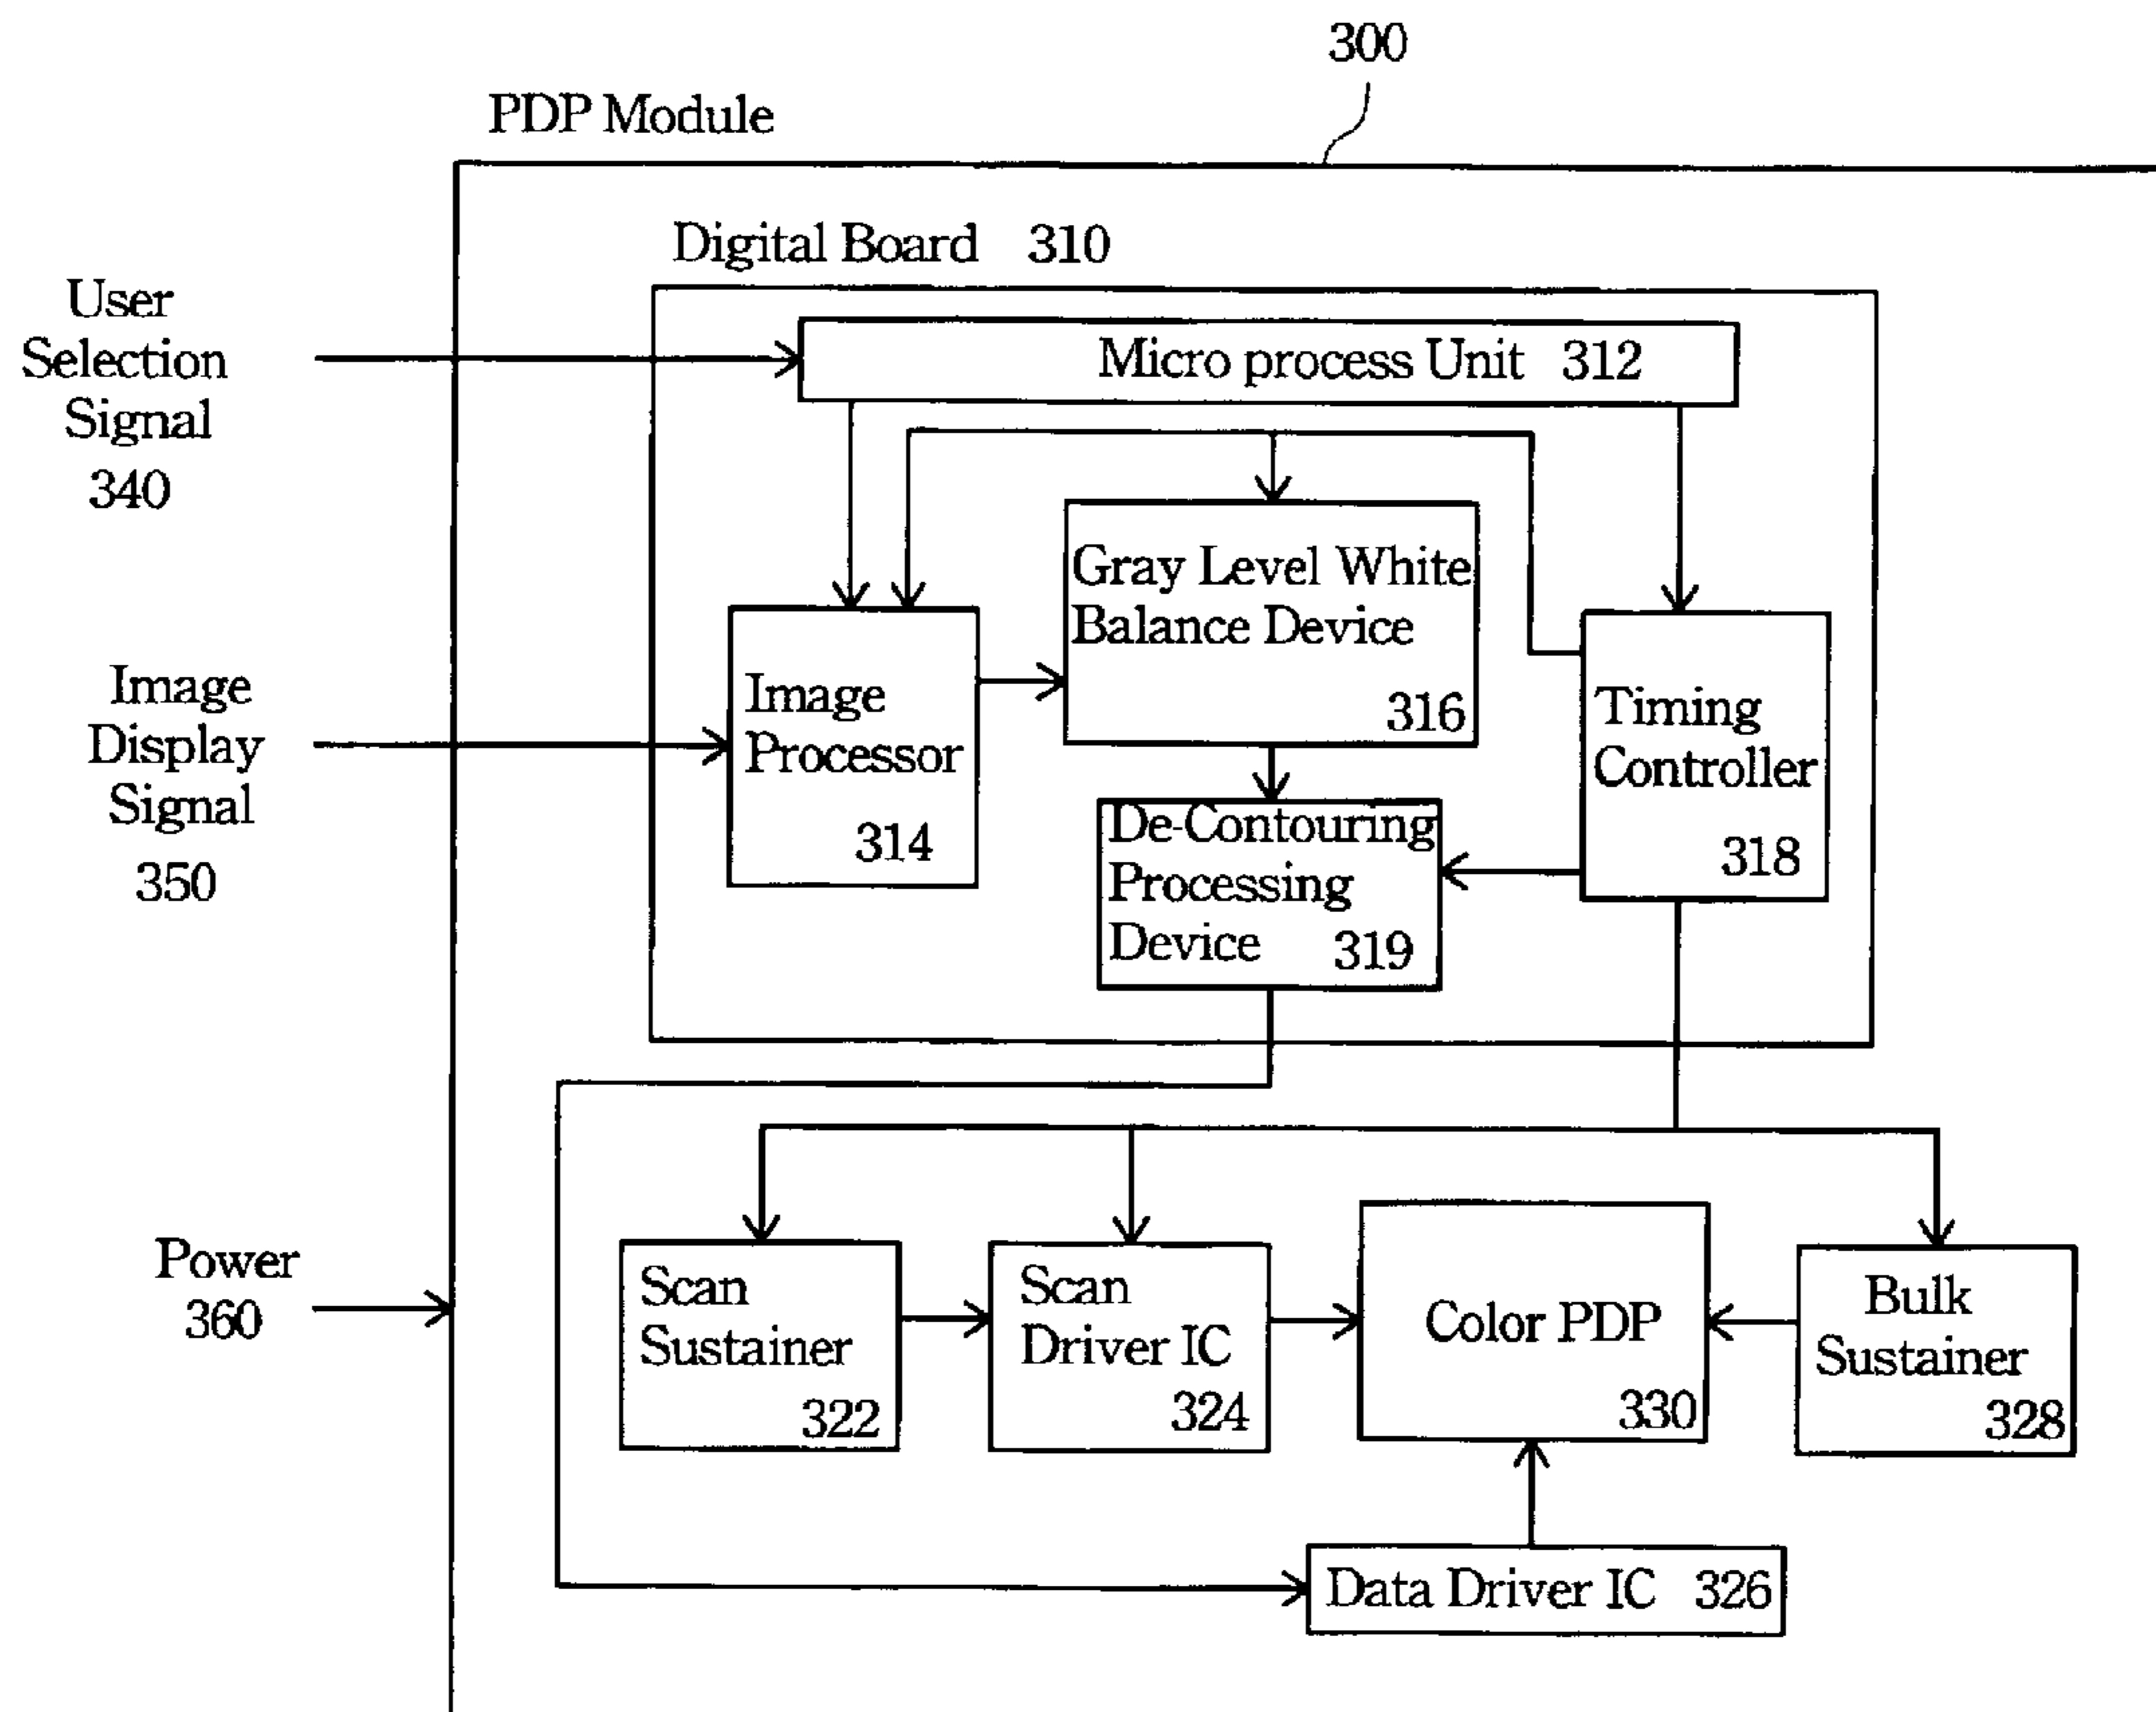 300
PDP Module
Digital Board 310
User
Selection
Signal
340
Micro process Unit 312
Gray Level White
Balance Device
316
Image
Processor
314
Timing
Controller
318
Image
Display
Signal
350
De-Contouring
Processing
Device 319
Power
360
Scan
Sustainer
322
Scan
Driver IC
324
Color PDP
330
Bulk
Sustainer
328
Data Driver IC 326